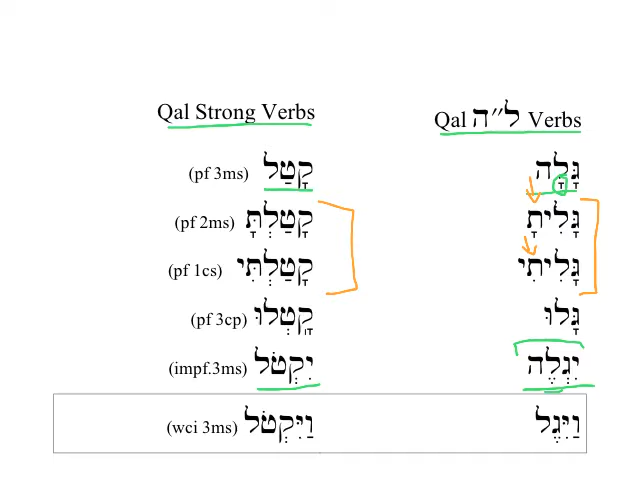 Qal Strong Verbs Qal ל״ה Verbs
(pf 3ms) קָטַל גָּלָה
(pf 2ms) קָטַלְתָּ גָּלִיתָ
(pf 1cs) קָטַלְתִּי גָּלִיתִי
(pf 3cp) קָֽטְלוּ גָּלוּ
(impf.3ms) יִקְטֹל יִגְלֶה
(wci 3ms) וַיִּקְטֹל וַיִּגֶל